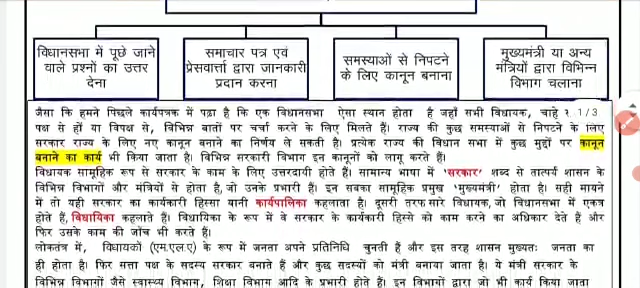 विधानसभा में पूछे जाने
वाले प्रश्नों का उत्तर
देना
समाचार पत्र एवं
प्रेसवार्त्ता द्वारा जानकारी
प्रदान करना
समस्याओं से निपटने
के लिए कानून बनाना
मुख्यमंत्री या अन्य
मंत्रियों द्वारा विभिन्न
विभाग चलाना
जैसा कि हमने पिछले कार्यपत्रक में पढ़ा है कि एक विधानसभा ऐसा स्थान होता है जहाँ सभी विधायक, चाहे
1/3
पक्ष से हों या विपक्ष से, विभिन्न बातों पर चर्चा करने के लिए मिलते हैं। राज्य की कुछ समस्याओं से निपटने के लिए
सरकार राज्य के लिए नए कानून बनाने का निर्णय ले सकती है। प्रत्येक राज्य की विधान सभा में कुछ मुद्दों पर कानून
बनाने का कार्य भी किया जाता है। विभिन्न सरकारी विभाग इन कानूनों को लागू करते हैं।
विधायक सामूहिक रूप से सरकार के काम के लिए उत्तरदायी होते हैं। सामान्य भाषा में 'सरकार' शब्द से तात्पर्य शासन के
विभिन्न विभागों और मंत्रियों से होता है, जो उनके प्रभारी हैं। इन सबका सामूहिक प्रमुख 'मुख्यमंत्री' होता है। सही मायने
में तो यही सरकार का कार्यकारी हिस्सा यानी कार्यपालिका कहलाता है। दूसरी तरफ सारे विधायक, जो विधानसभा में एकत्र
होते हैं, विधायिका कहलाते हैं। विधायिका के रूप में वे सरकार के कार्यकारी हिस्से को काम करने का अधिकार देते हैं और
फिर उसके काम की जाँच भी करते हैं।
लोकतंत्र में, विधायकों (एम.एल.ए) के रूप में जनता अपने प्रतिनिधि चुनती हैं और इस तरह शासन मुख्यतः जनता का
ही होता है। फिर सत्ता पक्ष के सदस्य सरकार बनाते हैं और कुछ सदस्यों को मंत्री बनाया जाता है। ये मंत्री सरकार के
विभिन्न विभागों जैसे स्वास्थ्य विभाग, शिक्षा विभाग आदि के प्रभारी होते हैं। इन विभागों द्वारा जो भी कार्य किया जाता